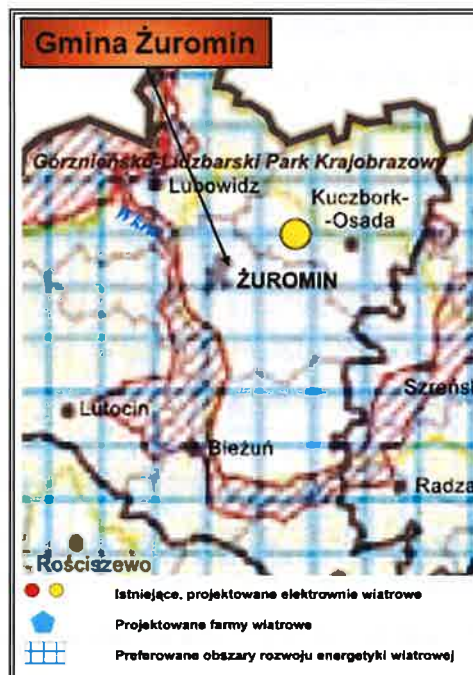 Gmina Żuromin
Górznieńsko-Lidzbarski Park Krajobrazowy
Lubowidz
Kuczbork-
-Osada
Wkra
ŻUROMIN
Szreńsk
Lutocin
Bieżuń
Radza
Rościszewo
Istniejące, projektowane elektrownie wiatrowe
Projektowane farmy wiatrowe
Preferowane obszary rozwoju energetyki wiatrowej